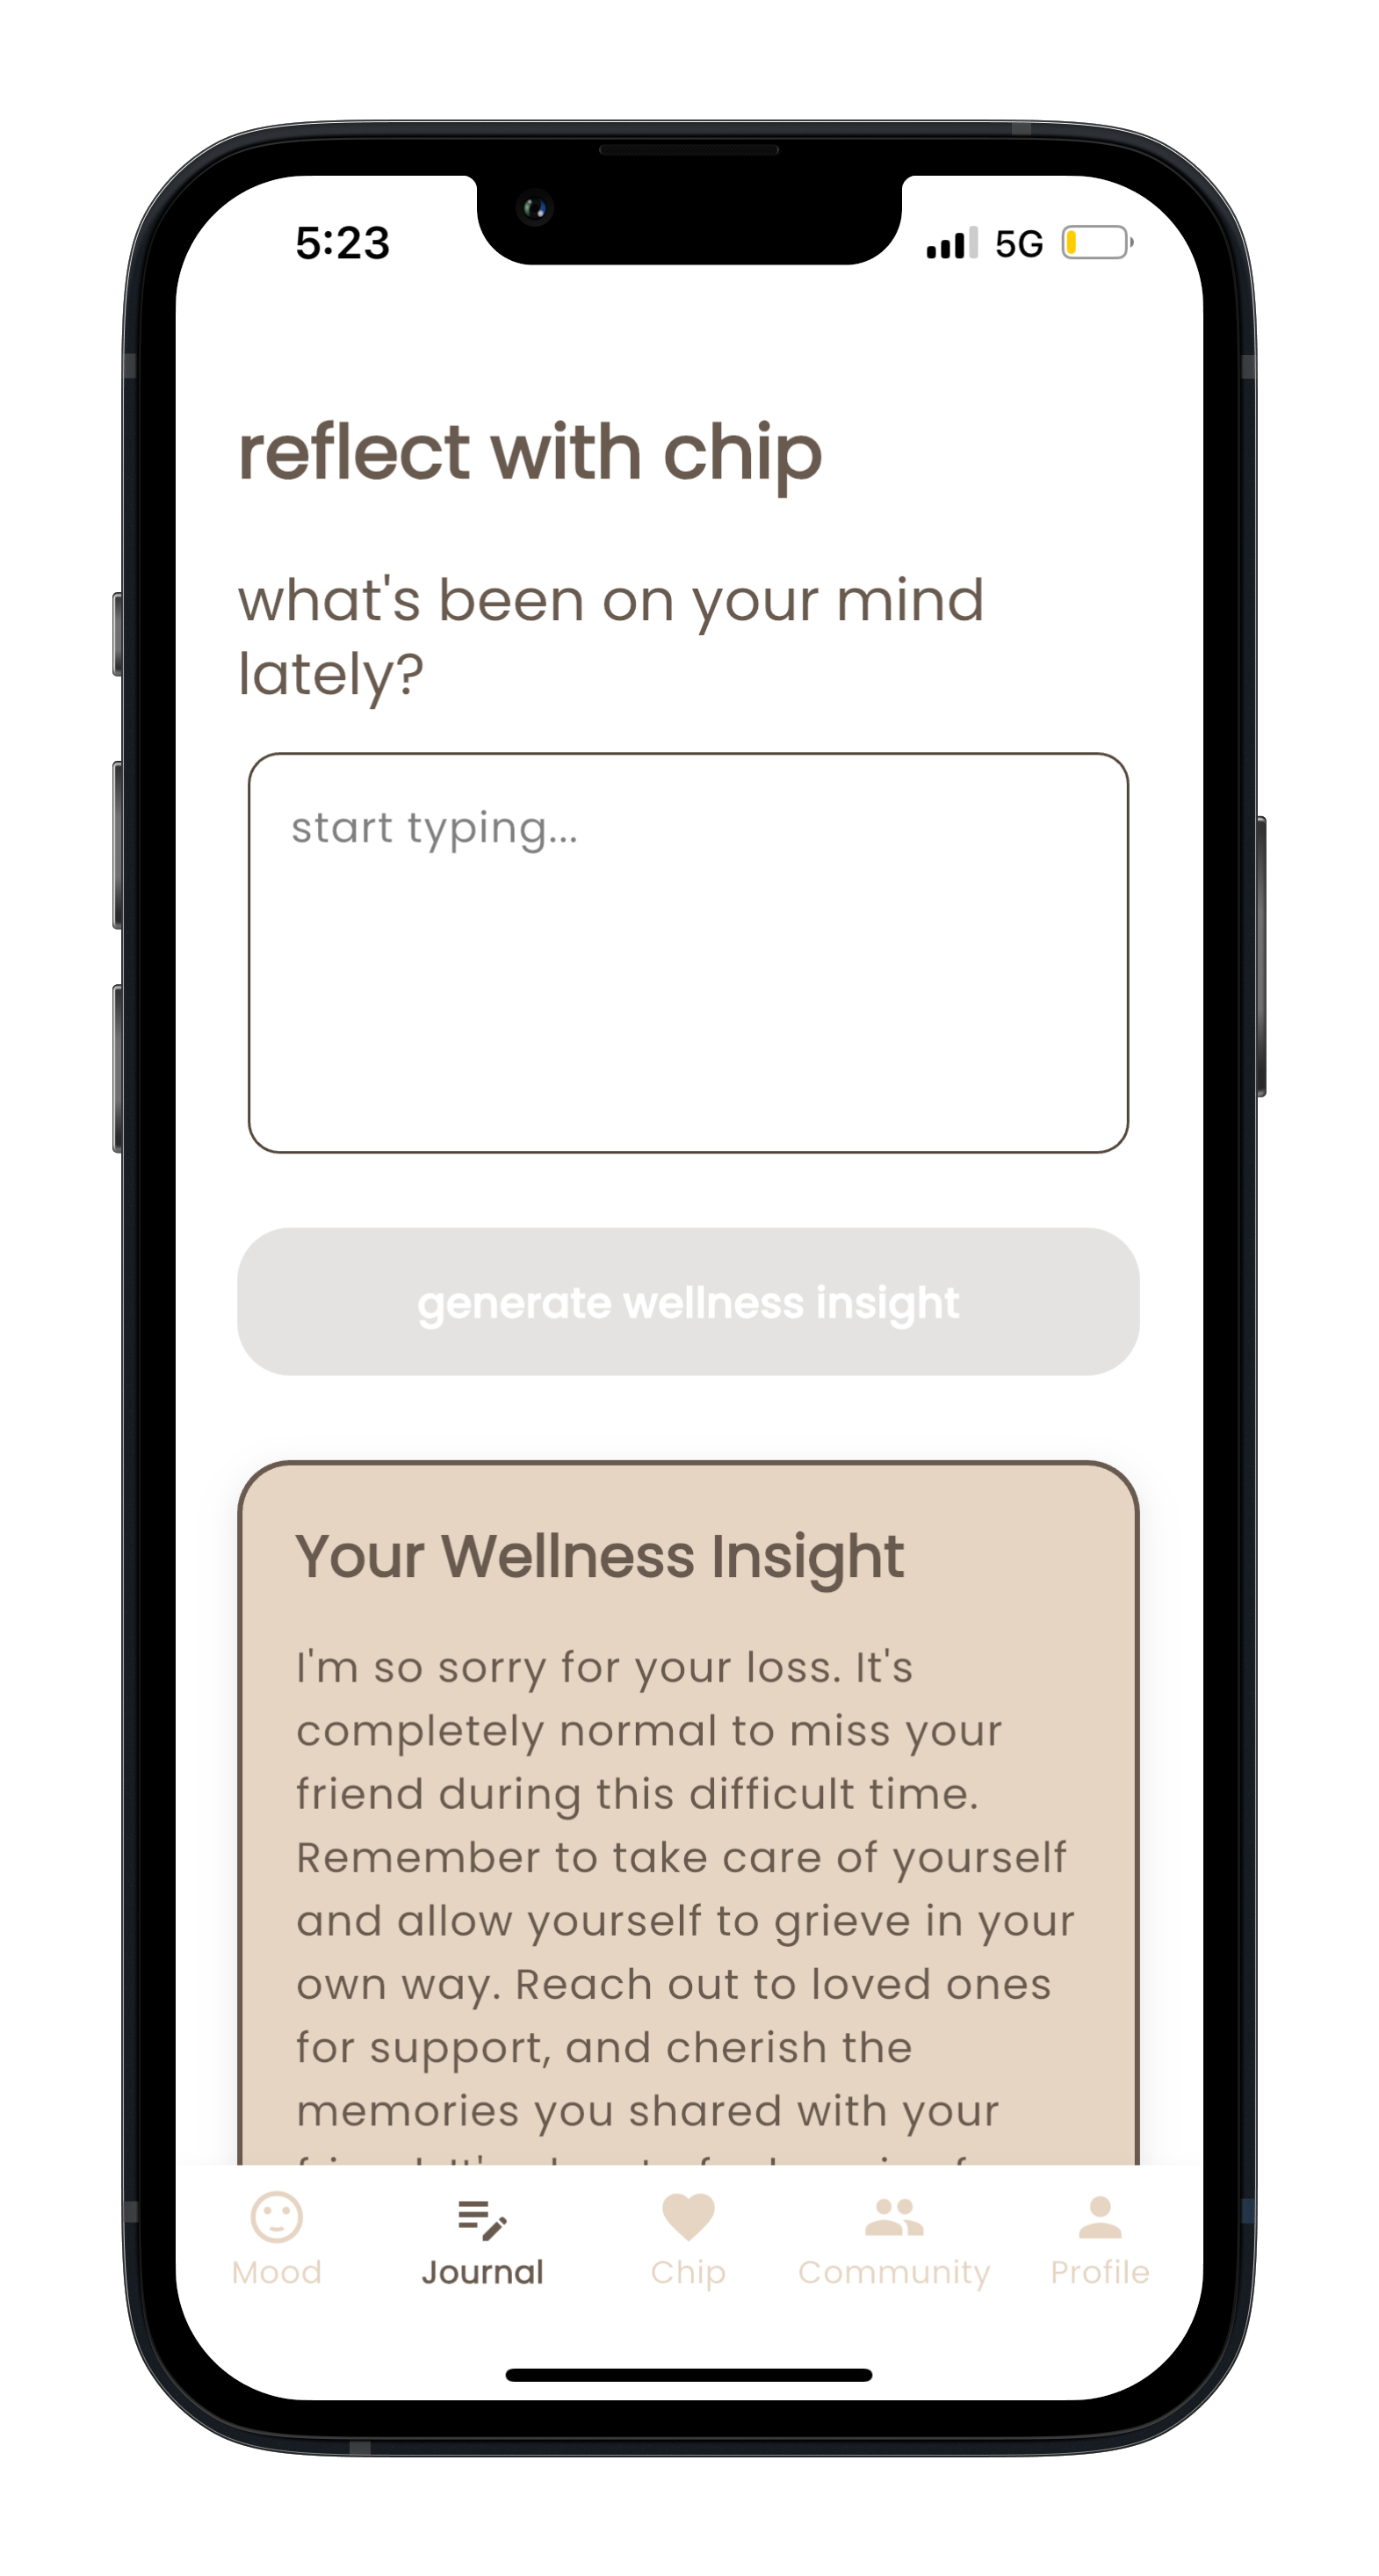 5:23
5G
reflect with chip
what's been on your mind
lately?
start typing...
generate wellness insight
Your Wellness Insight
I'm so sorry for your loss. It's
completely normal to miss your
friend during this difficult time.
Remember to take care of yourself
and allow yourself to grieve in your
own way. Reach out to loved ones
for support, and cherish the
memories you shared with your
Mood
Journal
Chip
Community
Profile